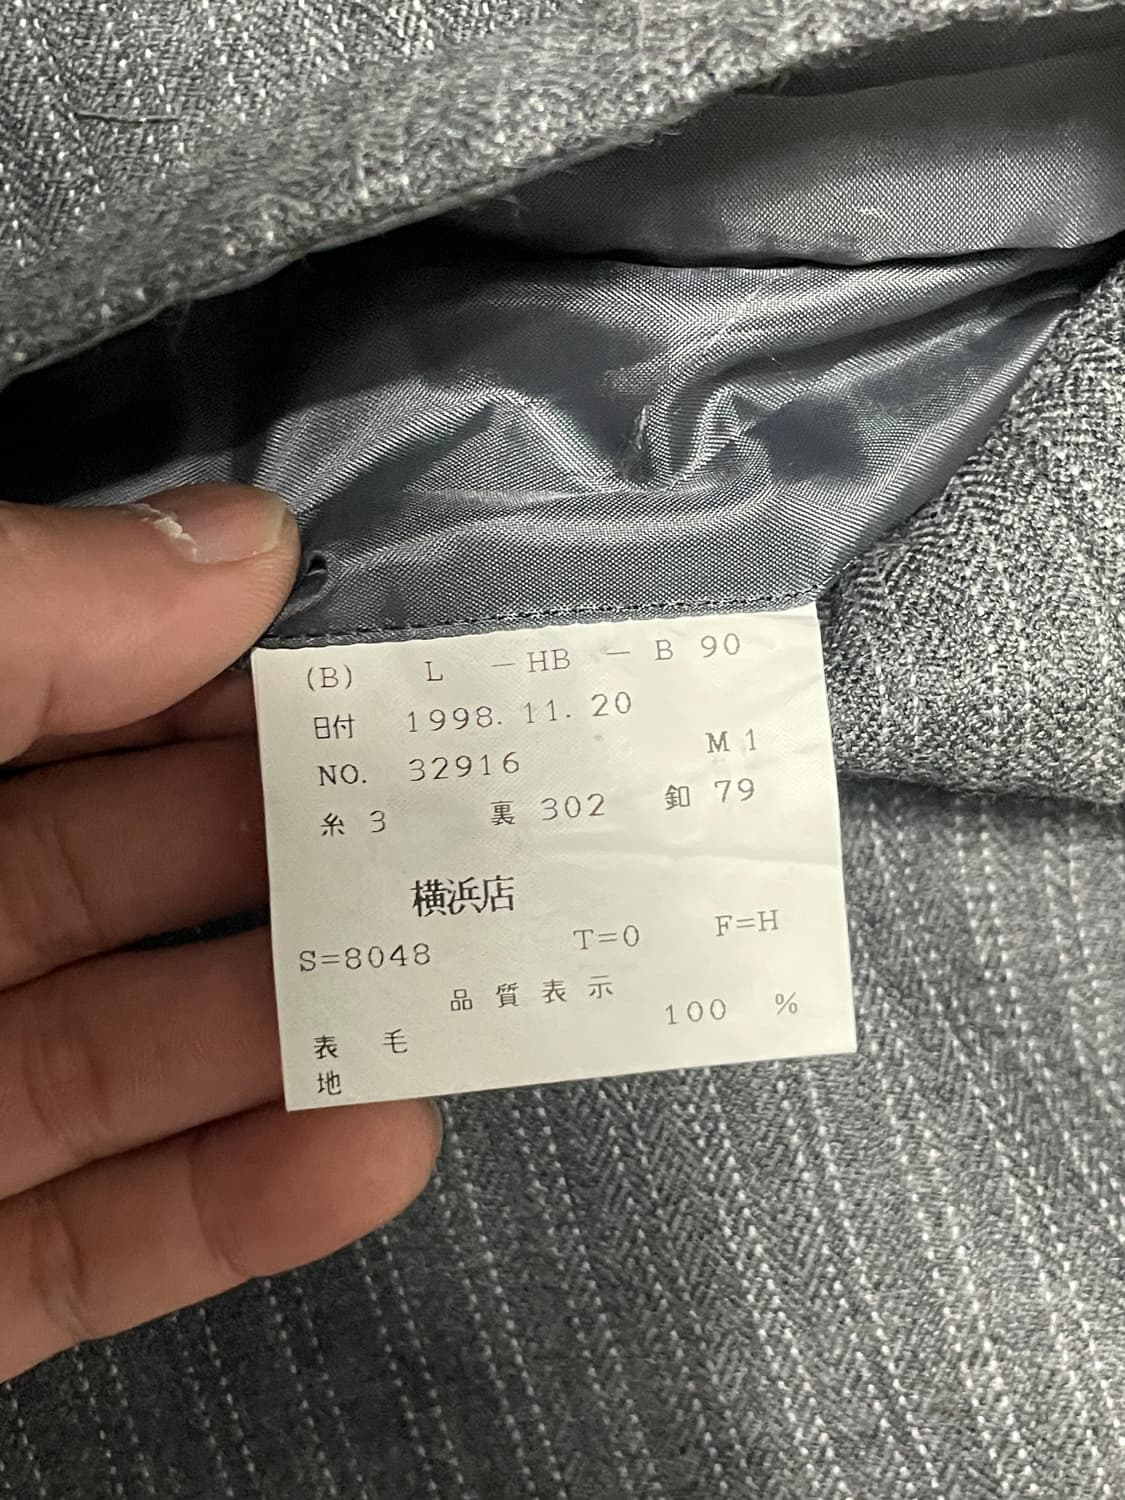 (B) L －HB － B 90
日付 1998. 11. 20
NO. 32916 M 1
糸 3 裏 302 釦 79
横浜店
S=8048 T=0 F=H
品 質 表 示
表 毛 100 %
地